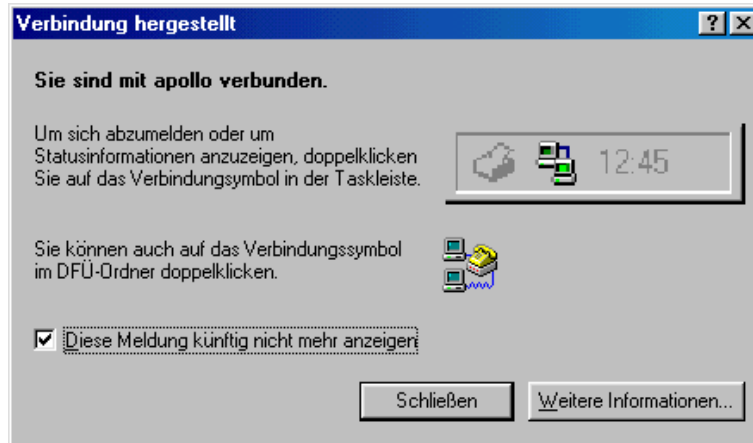 Verbindung hergestellt
Sie sind mit apollo verbunden.
Um sich abzumelden oder um
Statusinformationen anzuzeigen, doppelklicken
Sie auf das Verbindungsymbol in der Taskleiste.
12:45
Sie können auch auf das Verbindungssymbol
im DFÜ-Ordner doppelklicken.
Diese Meldung künftig nicht mehr anzeigen
Schließen
Weitere Informationen...